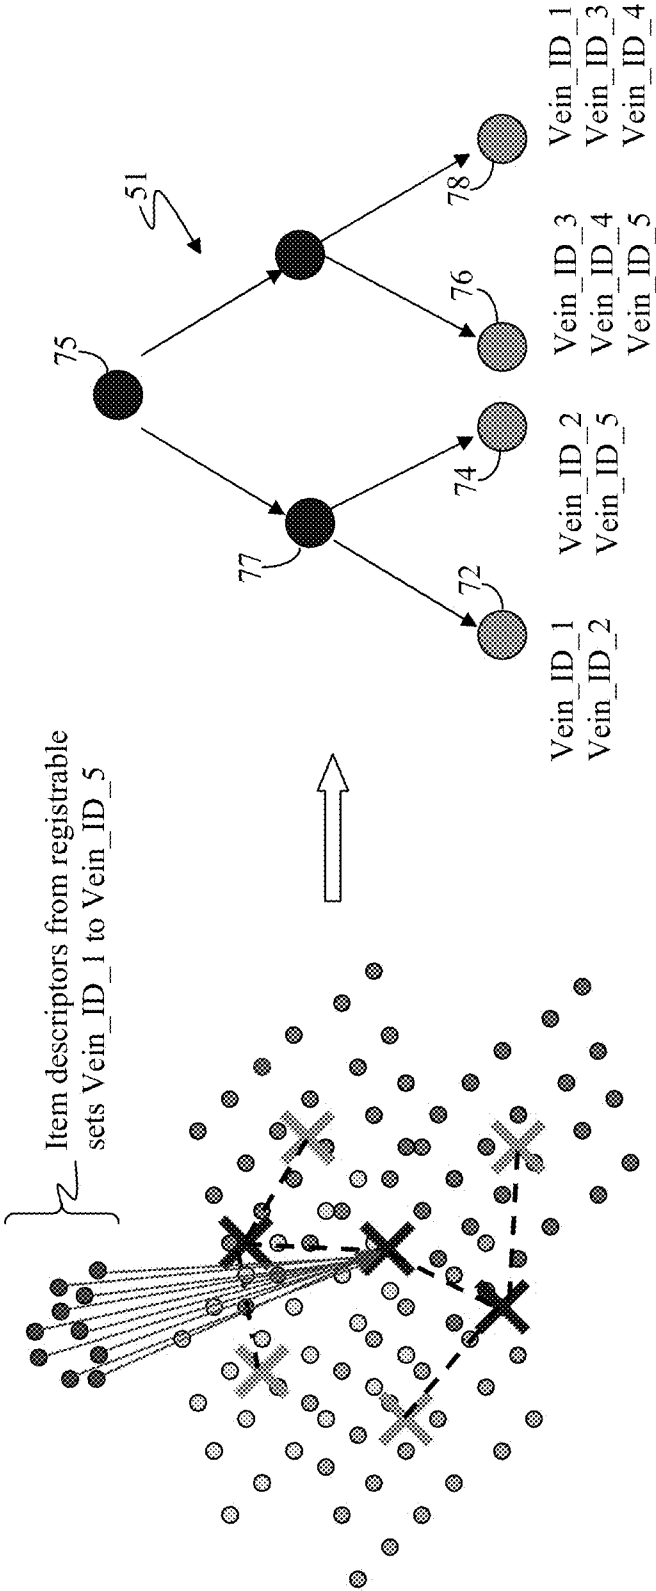 Item descriptors from registrable
sets Vein_ID_1 to Vein_ID_5
75
51
77
72
74
76
78
Vein_ID_1
Vein_ID_2
Vein_ID_2
Vein_ID_5
Vein_ID_3
Vein_ID_4
Vein_ID_5
Vein_ID_1
Vein_ID_3
Vein_ID_4